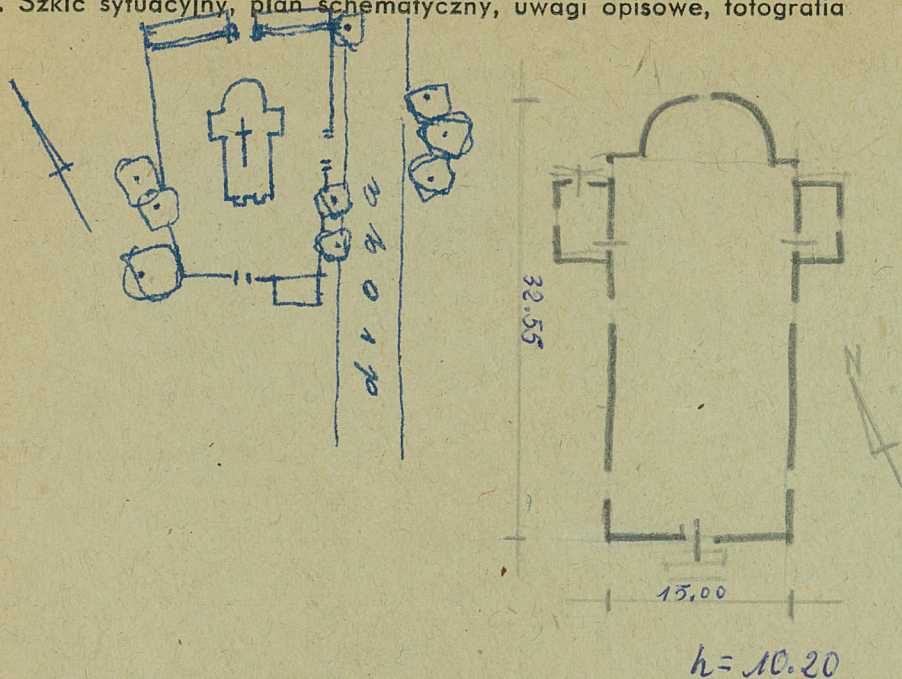 . Szkic sytuacyjny, plan schematyczny, uwagi opisowe, fotografia
32.55
N
15.00
h = 10.20